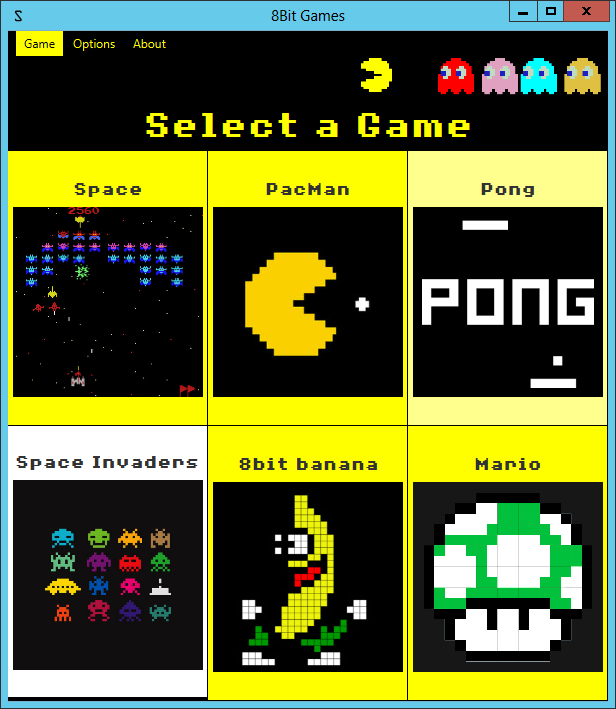 8Bit Games
Game Options About
Select a Game
Space PacMan Pong
2560
PONG
Space Invaders 8bit banana Mario